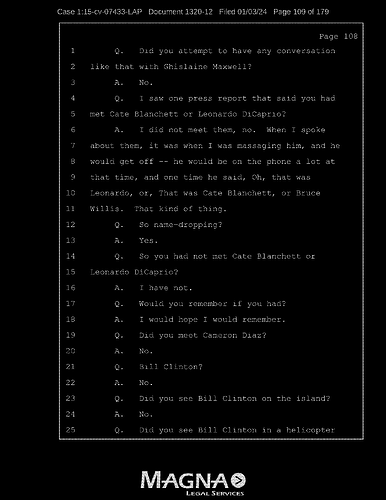 Case 1:15-cv-07433-LAP Document 1320-12 Filed 01/03/24 Page 109 of 179
Page 108
1 Q. Did you attempt to have any conversation
2 like that with Ghislaine Maxwell?
3 A. No.
4 Q. I saw one press report that said you had
5 met Cate Blanchett or Leonardo DiCaprio?
6 A. I did not meet them, no. When I spoke
7 about them, it was when I was massaging him, and he
8 would get off -- he would be on the phone a lot at
9 that time, and one time he said, Oh, that was
10 Leonardo, or, That was Cate Blanchett, or Bruce
11 Willis. That kind of thing.
12 Q. So name-dropping?
13 A. Yes.
14 Q. So you had not met Cate Blanchett or
15 Leonardo DiCaprio?
16 A. I have not.
17 Q. Would you remember if you had?
18 A. I would hope I would remember.
19 Q. Did you meet Cameron Diaz?
20 A. No.
21 Q. Bill Clinton?
22 A. No.
23 Q. Did you see Bill Clinton on the island?
24 A. No.
25 Q. Did you see Bill Clinton in a helicopter
MAGNA
LEGAL SERVICES